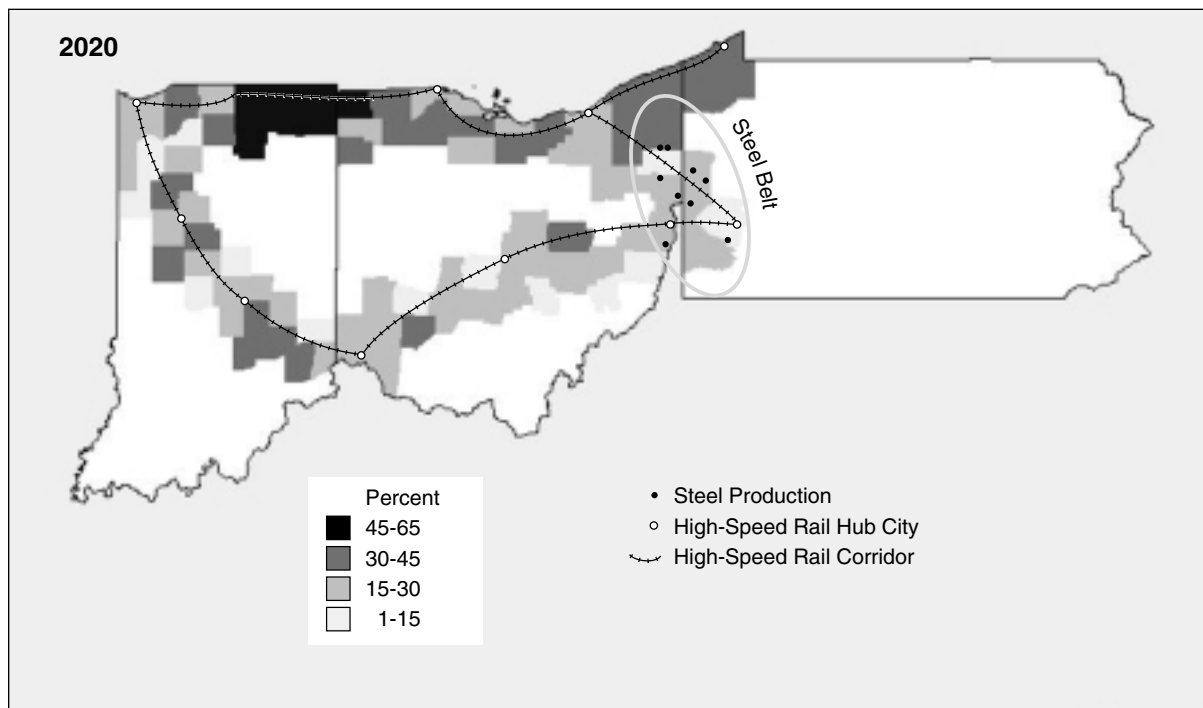 2020
Steel Belt
Percent
45-65
30-45
15-30
1-15
Steel Production
High-Speed Rail Hub City
High-Speed Rail Corridor